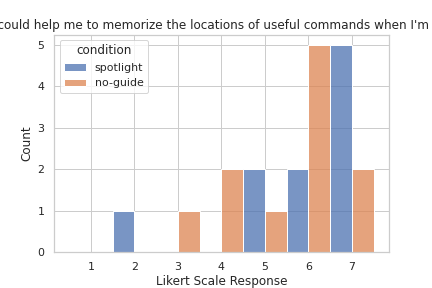 could help me to memorize the locations of useful commands when I'm
condition
spotlight
no-guide
5
4
3
2
1
0
Count
1 2 3 4 5 6 7
Likert Scale Response